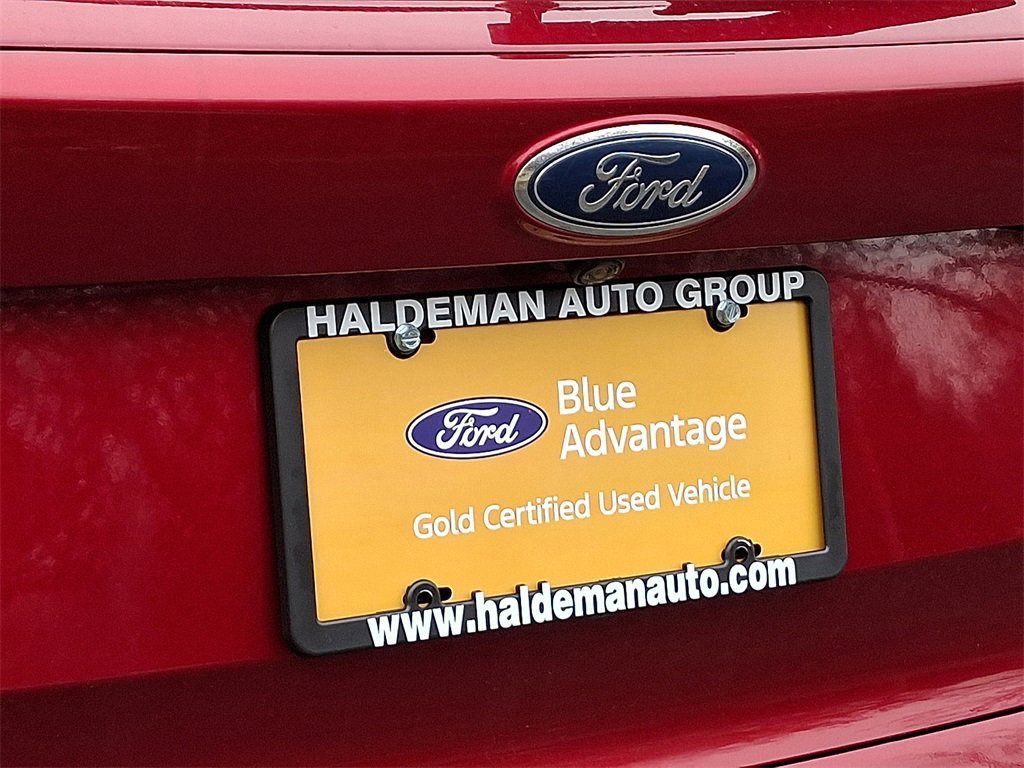 Ford
HALDEMAN AUTO GROUP
Ford
Blue
Advantage
Gold Certified Used Vehicle
www.haldemanauto.com